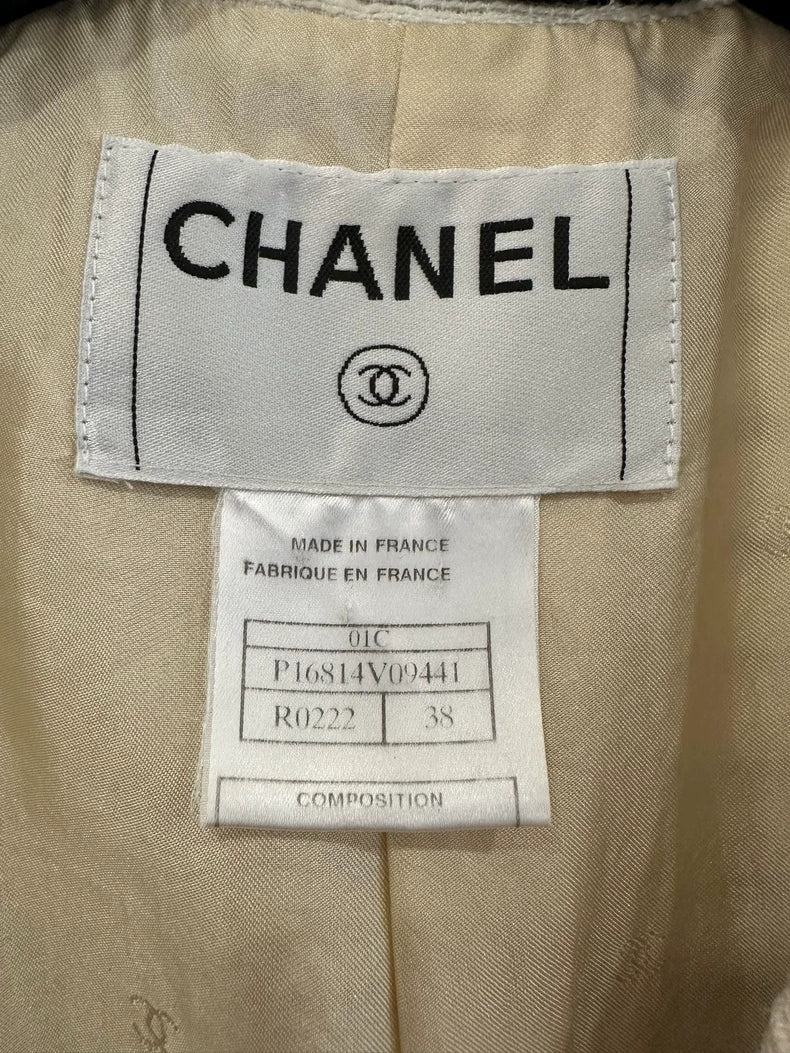 CHANEL
MADE IN FRANCE
FABRIQUE EN FRANCE
01C
P16814V09441
R0222 38
COMPOSITION